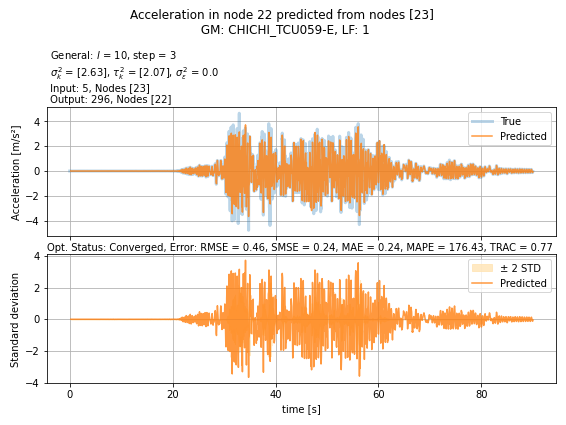 Acceleration in node 22 predicted from nodes [23]
GM: CHICHI_TCU059-E, LF: 1
General: l = 10, step = 3
σ²ₖ = [2.63], τ²ₖ = [2.07], σ²ε = 0.0
Input: 5, Nodes [23]
Output: 296, Nodes [22]
Acceleration [m/s²]
4
2
0
−2
−4
True
Predicted
Opt. Status: Converged, Error: RMSE = 0.46, SMSE = 0.24, MAE = 0.24, MAPE = 176.43, TRAC = 0.77
Standard deviation
4
2
0
−2
−4
± 2 STD
Predicted
0 20 40 60 80
time [s]